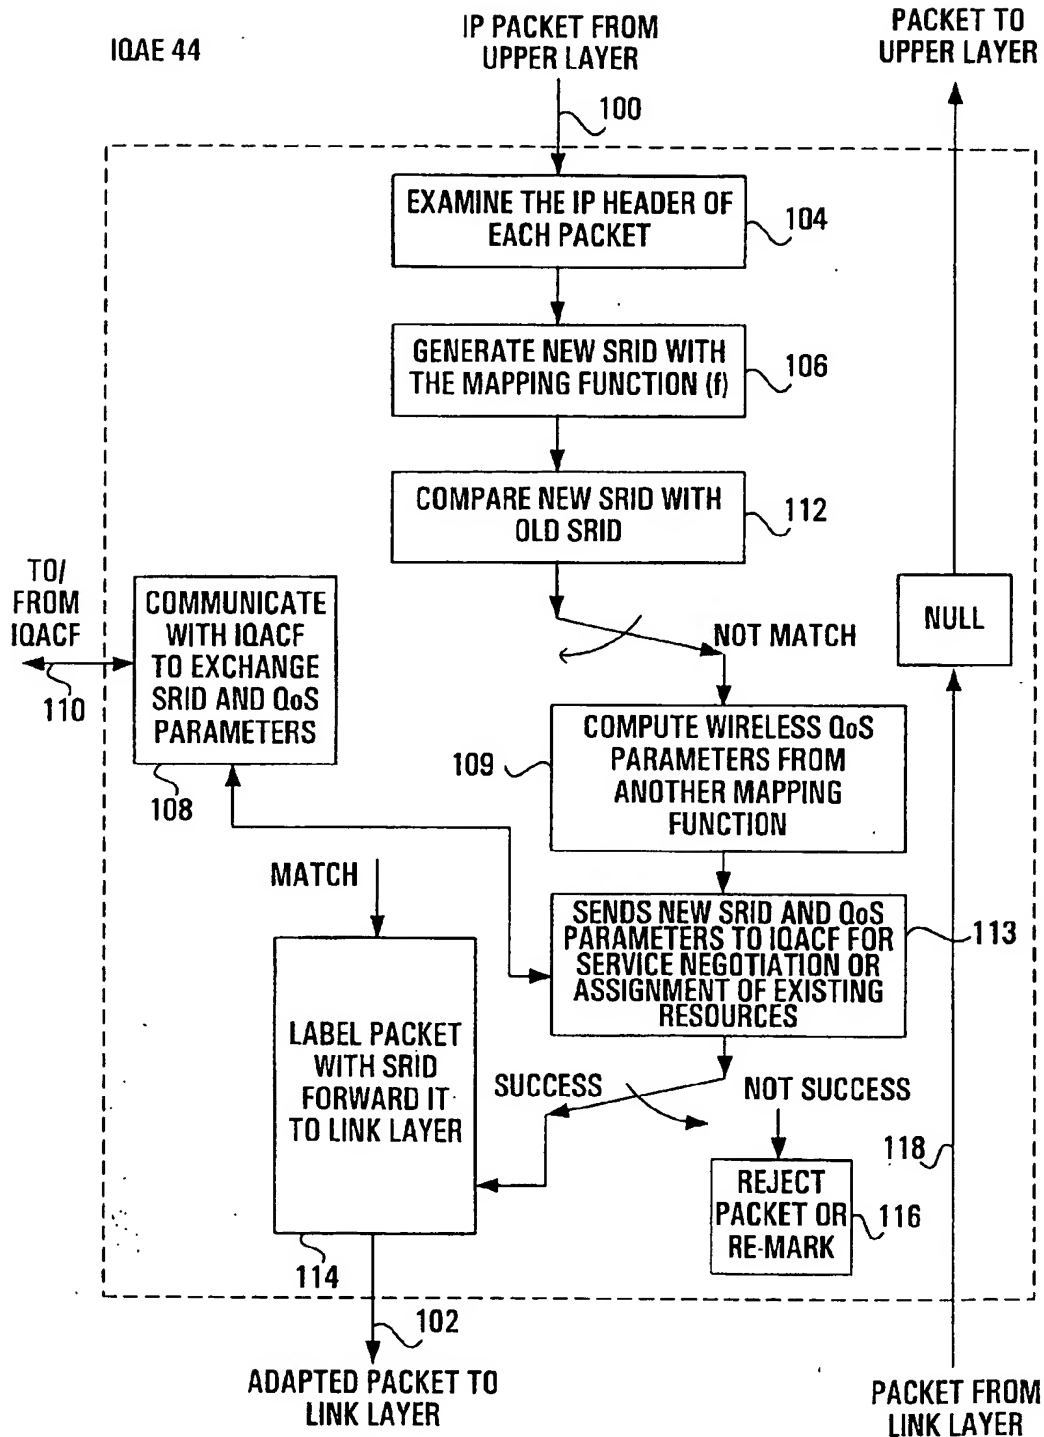 IQAE 44
IP PACKET FROM
UPPER LAYER
PACKET TO
UPPER LAYER
100
EXAMINE THE IP HEADER OF
EACH PACKET
104
GENERATE NEW SRID WITH
THE MAPPING FUNCTION (f)
106
COMPARE NEW SRID WITH
OLD SRID
112
TO/
FROM
IQACF
110
COMMUNICATE
WITH IQACF
TO EXCHANGE
SRID AND QoS
PARAMETERS
108
NOT MATCH
NULL
COMPUTE WIRELESS QoS
PARAMETERS FROM
ANOTHER MAPPING
FUNCTION
109
MATCH
SENDS NEW SRID AND QoS
PARAMETERS TO IQACF FOR
SERVICE NEGOTIATION OR
ASSIGNMENT OF EXISTING
RESOURCES
113
LABEL PACKET
WITH SRID
FORWARD IT
TO LINK LAYER
114
SUCCESS
NOT SUCCESS
REJECT
PACKET OR
RE-MARK
116
118
102
ADAPTED PACKET TO
LINK LAYER
PACKET FROM
LINK LAYER